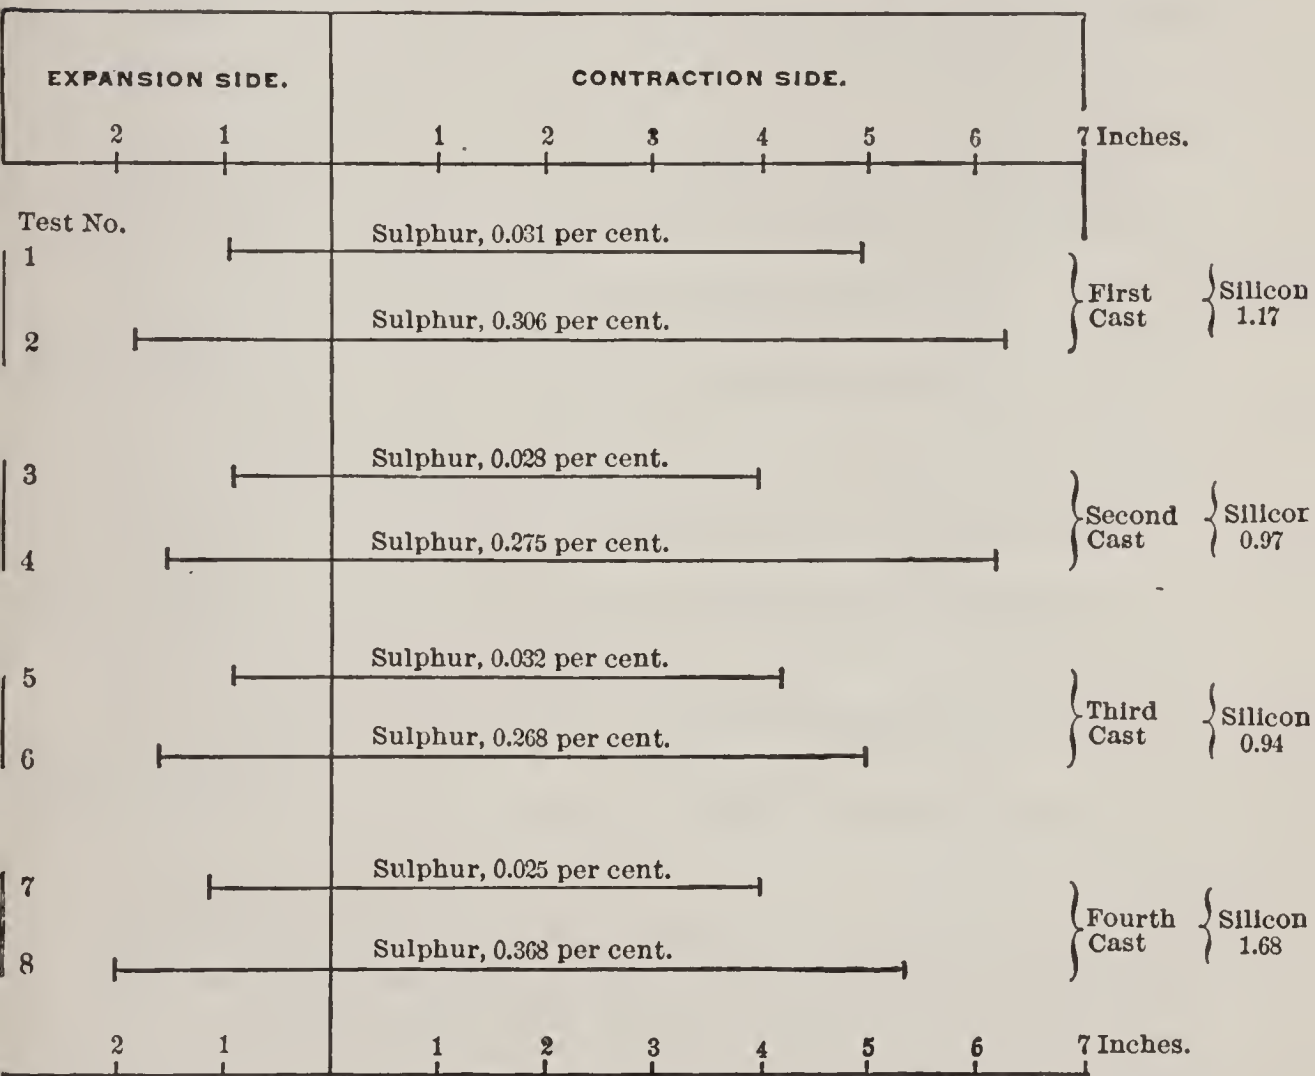 EXPANSION SIDE. CONTRACTION SIDE.
2 1 1 2 3 4 5 6 7 Inches.
Test No.
1 Sulphur, 0.031 per cent.
2 Sulphur, 0.306 per cent.
First Cast Silicon 1.17
3 Sulphur, 0.028 per cent.
4 Sulphur, 0.275 per cent.
Second Cast Silicor 0.97
5 Sulphur, 0.032 per cent.
6 Sulphur, 0.268 per cent.
Third Cast Silicon 0.94
7 Sulphur, 0.025 per cent.
8 Sulphur, 0.368 per cent.
Fourth Cast Silicon 1.68
2 1 1 2 3 4 5 6 7 Inches.